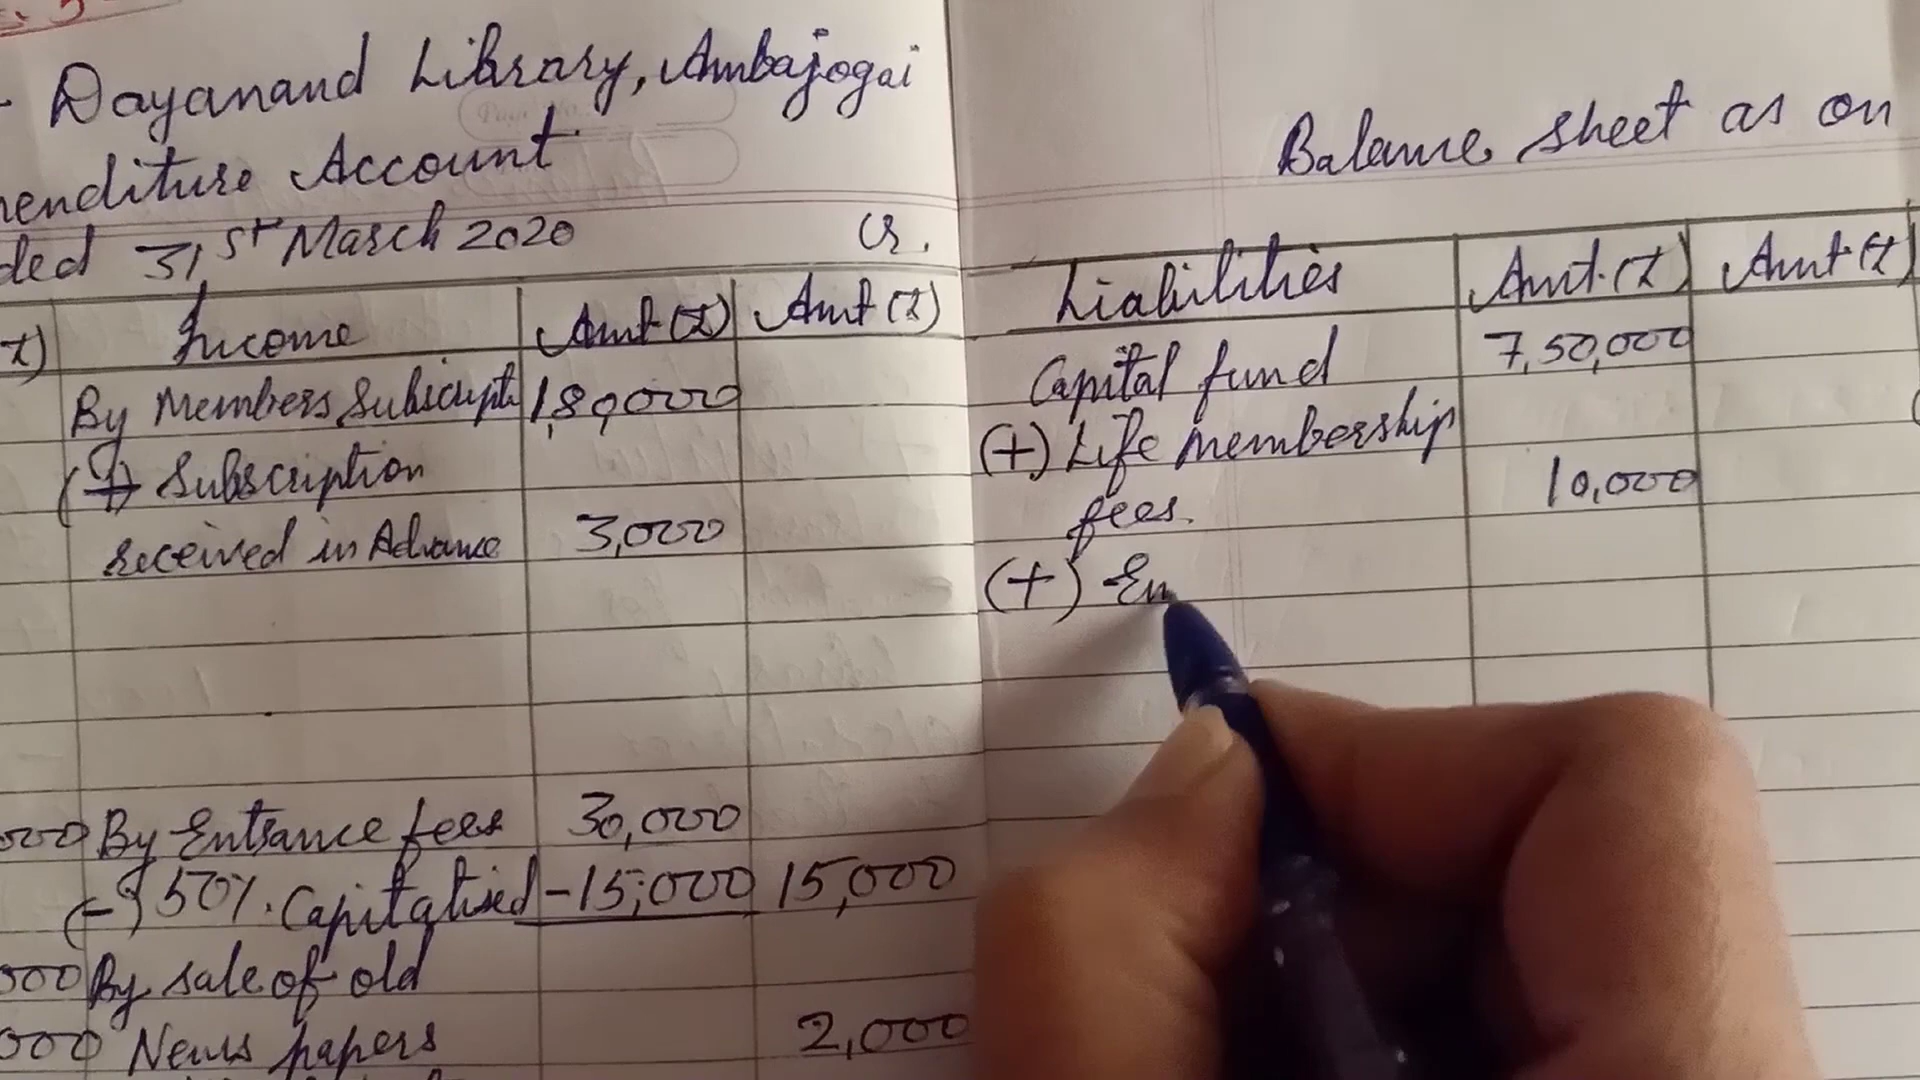 Dayanand Library, Ambajogai
enditure Account
ded 31st March 2020 Cr.
Income Amt (₹) Amt (₹)
By Members Subscript. 1,80,000
(+) Subscription
received in Advance 3,000
By Entrance fees 30,000
(-) 50%. Capitalised -15,000 15,000
By sale of old
News papers 2,000
Balance sheet as on
Liabilities Amt. (₹) Amt. (₹)
Capital fund 7,50,000
(+) Life membership
fees. 10,000
(+) En